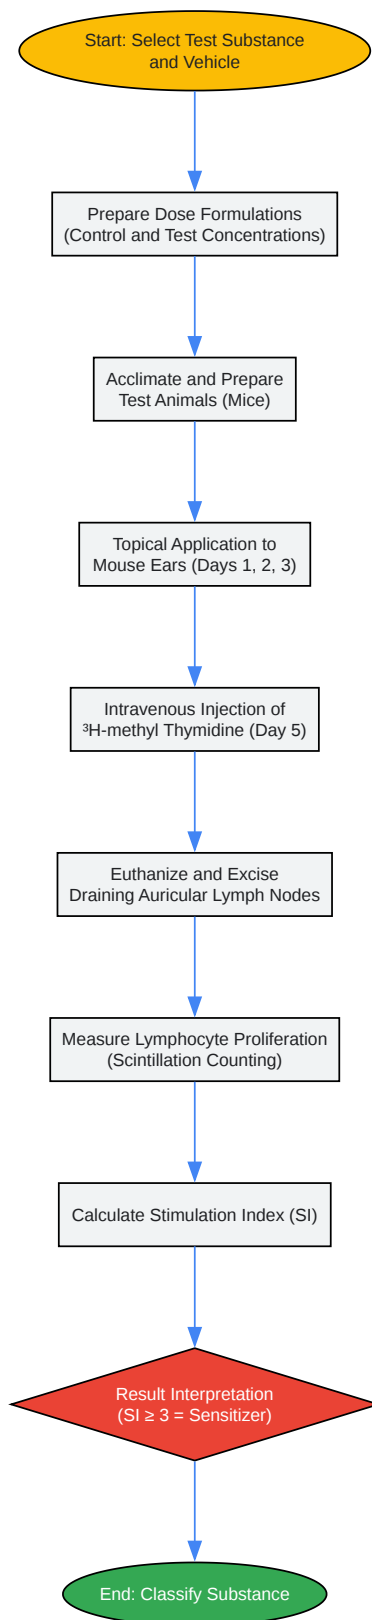 Start: Select Test Substance
and Vehicle
Prepare Dose Formulations
(Control and Test Concentrations)
Acclimate and Prepare
Test Animals (Mice)
Topical Application to
Mouse Ears (Days 1, 2, 3)
Intravenous Injection of
³H-methyl Thymidine (Day 5)
Euthanize and Excise
Draining Auricular Lymph Nodes
Measure Lymphocyte Proliferation
(Scintillation Counting)
Calculate Stimulation Index (SI)
Result Interpretation
(SI ≥ 3 = Sensitizer)
End: Classify Substance